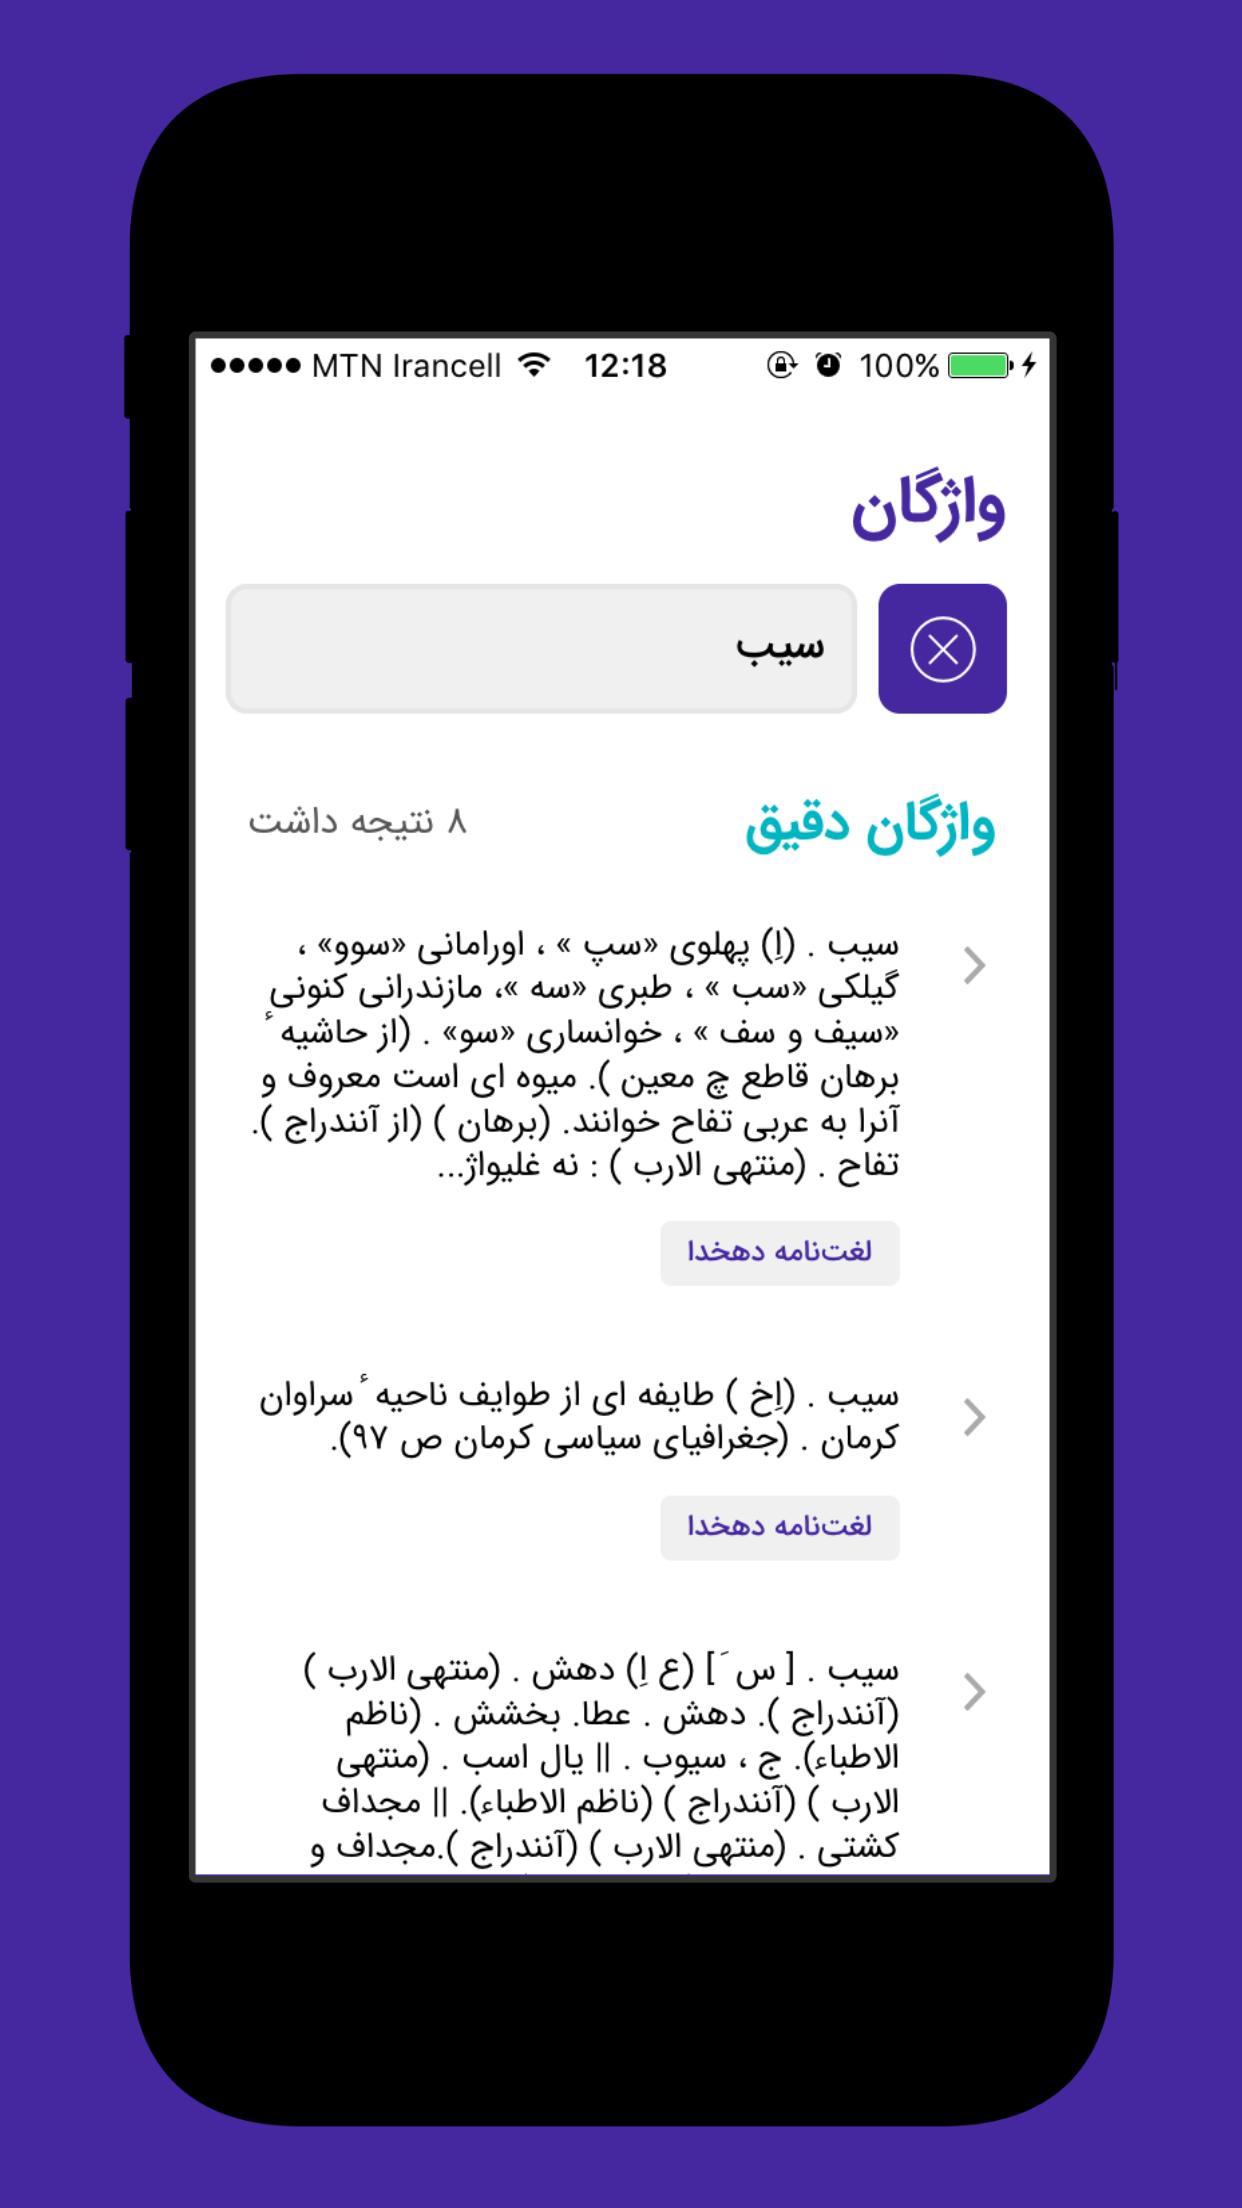 MTN Irancell 12:18 100%
واژگان
سیب
واژگان دقیق
۸ نتیجه داشت
سیب . (اِ) پهلوی «سپ » ، اورامانی «سوو» ،
گیلکی «سب » ، طبری «سه »، مازندرانی کنونی
«سیف و سف » ، خوانساری «سو» . (از حاشیه ٔ
برهان قاطع چ معین ). میوه ای است معروف و
آنرا به عربی تفاح خوانند. (برهان ) (از آنندراج ).
تفاح . (منتهی الارب ) : نه غلیواژ...
لغت‌نامه دهخدا
سیب . (اِخ ) طایفه ای از طوایف ناحیه ٔ سراوان
کرمان . (جغرافیای سیاسی کرمان ص ۹۷).
لغت‌نامه دهخدا
سیب . [ س َ ] (ع اِ) دهش . (منتهی الارب )
(آنندراج ). دهش . عطا. بخشش . (ناظم
الاطباء). ج ، سیوب . || یال اسب . (منتهی
الارب ) (آنندراج ) (ناظم الاطباء). || مجداف
کشتی . (منتهی الارب ) (آنندراج ).مجداف و